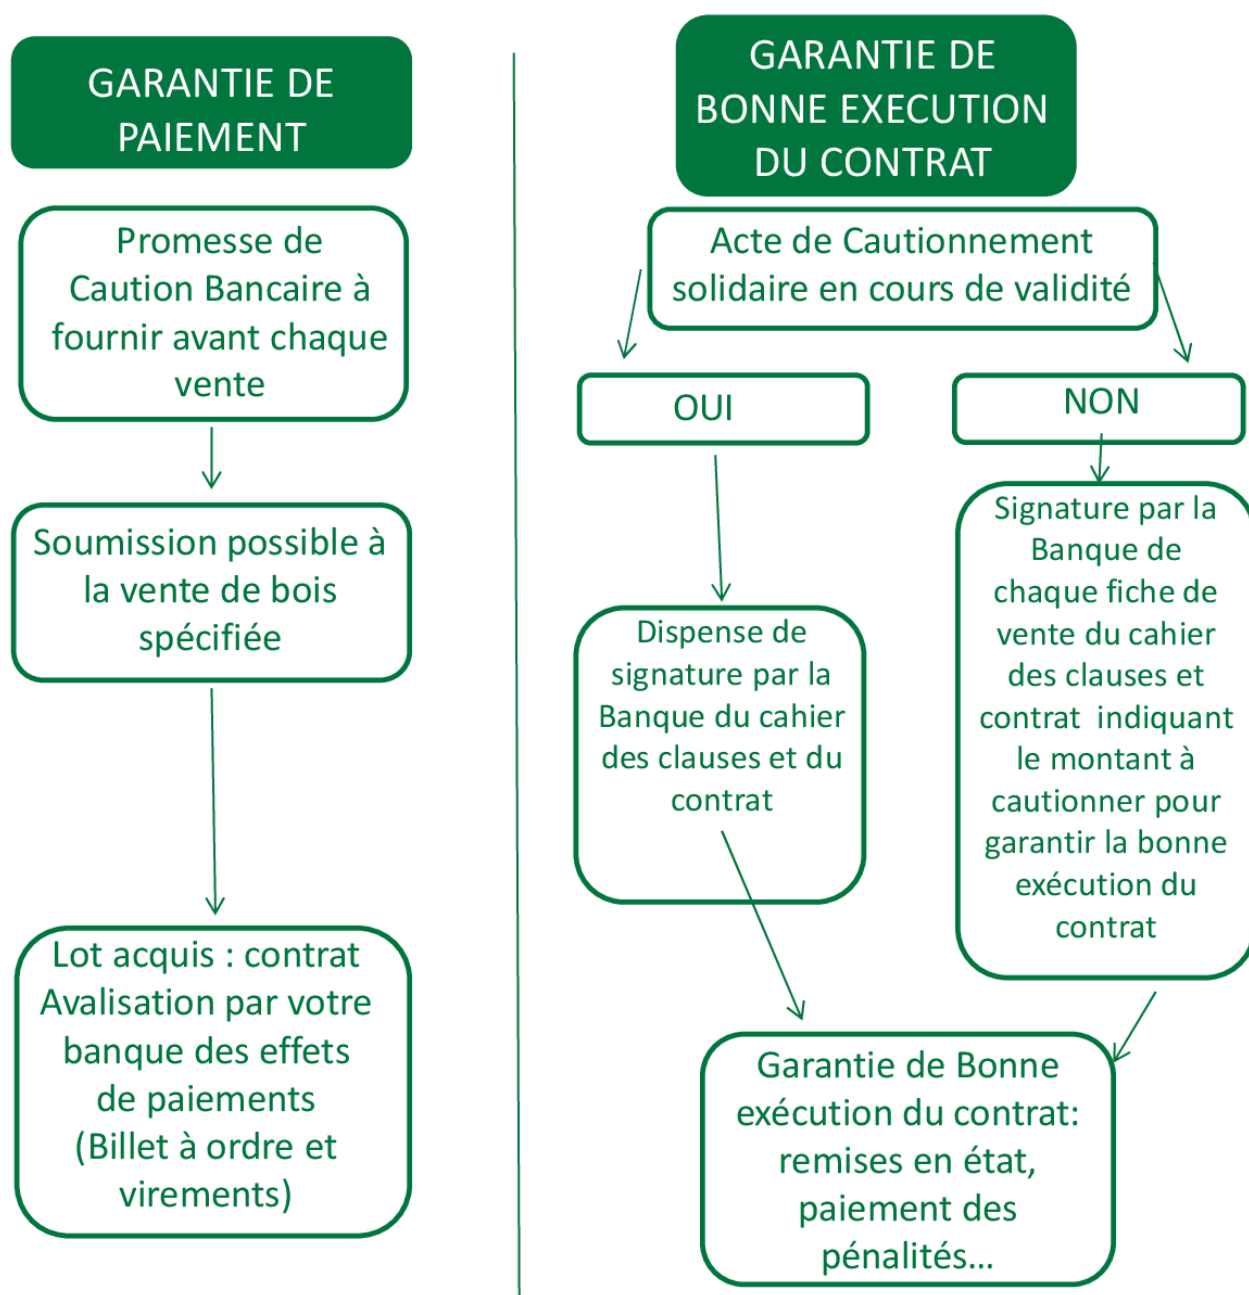 GARANTIE DE
PAIEMENT
Promesse de
Caution Bancaire à
fournir avant chaque
vente
Soumission possible à
la vente de bois
spécifiée
Lot acquis : contrat
Avalisation par votre
banque des effets
de paiements
(Billet à ordre et
virements)
GARANTIE DE
BONNE EXECUTION
DU CONTRAT
Acte de Cautionnement
solidaire en cours de validité
OUI
NON
Dispense de
signature par la
Banque du cahier
des clauses et du
contrat
Signature par la
Banque de
chaque fiche de
vente du cahier
des clauses et
contrat  indiquant
le montant à
cautionner pour
garantir la bonne
exécution du
contrat
Garantie de Bonne
exécution du contrat:
remises en état,
paiement des
pénalités...